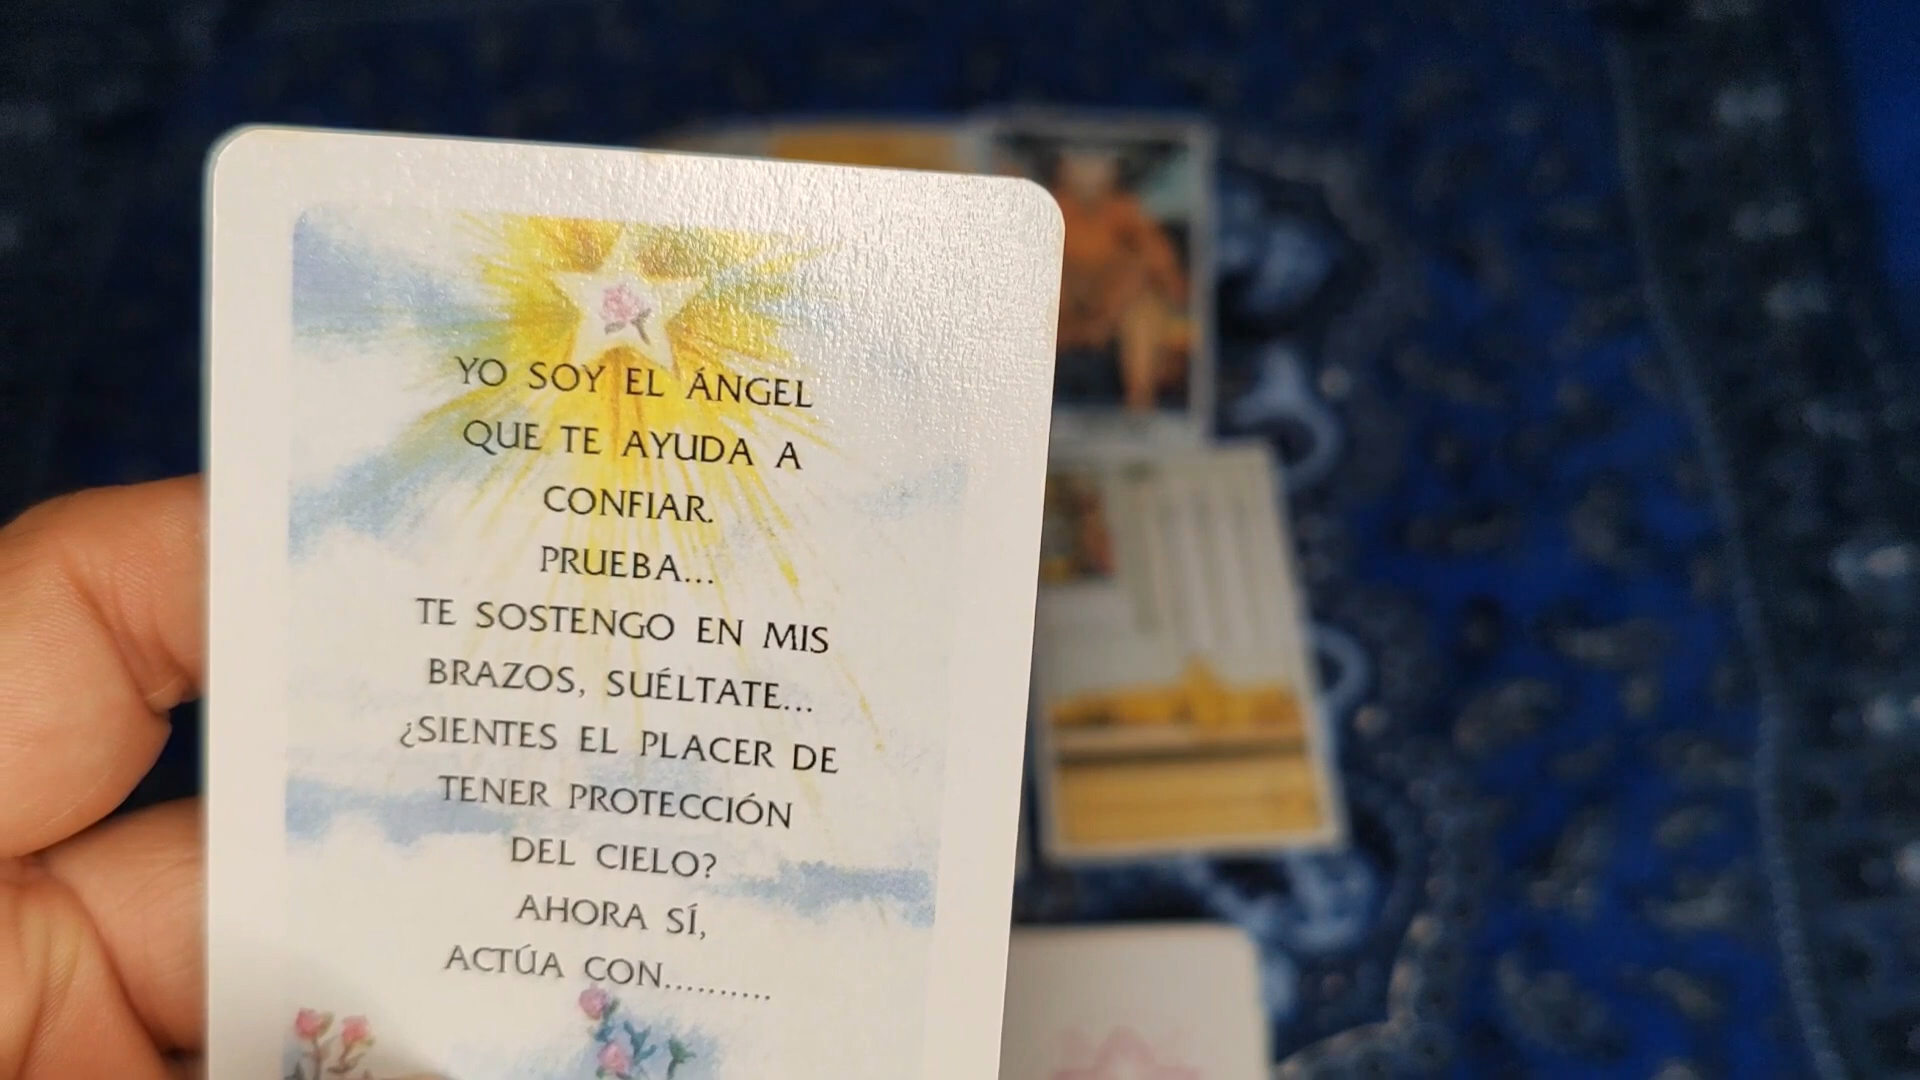 YO SOY EL ÁNGEL
QUE TE AYUDA A
CONFIAR.
PRUEBA...
TE SOSTENGO EN MIS
BRAZOS, SUÉLTATE...
¿SIENTES EL PLACER DE
TENER PROTECCIÓN
DEL CIELO?
AHORA SÍ,
ACTÚA CON..........